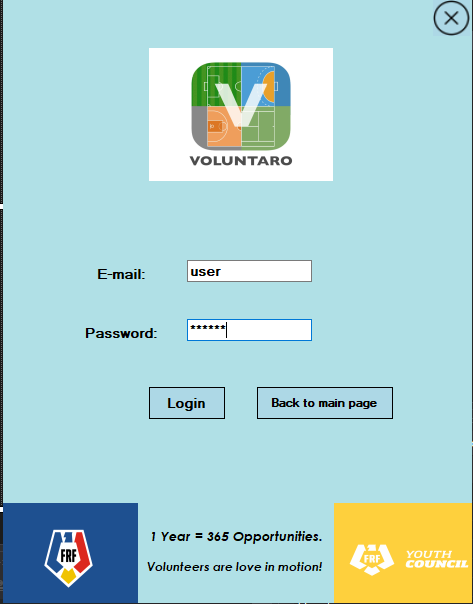 V
VOLUNTARO
E-mail:
user
Password:
******
Login
Back to main page
FRF
1 Year = 365 Opportunities.
Volunteers are love in motion!
FRF
YOUTH
COUNCIL